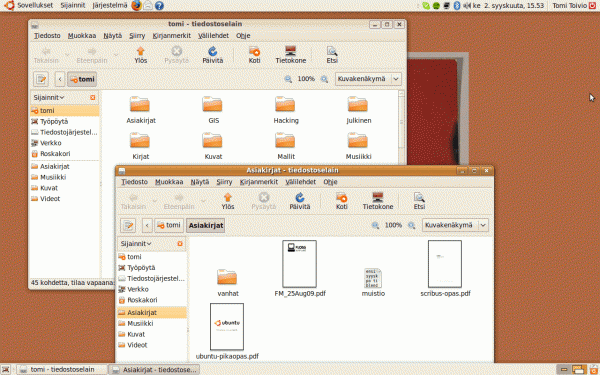 Sovellukset Sijainnit Järjestelmä
ke 2. syyskuuta, 15.53 Tomi Toivio
tomi - tiedostoselain
Tiedosto Muokkaa Näytä Siirry Kirjanmerkit Välilehdet Ohje
Takaisin Eteenpäin Ylös Pysäytä Päivitä Koti Tietokone Etsi
tomi 100% Kuvakenäkymä
Sijainnit
tomi
Työpöytä
Tiedostojärjestel...
Verkko
Roskakori
Asiakirjat
Musiikki
Kuvat
Videot
Asiakirjat GIS Hacking Julkinen
Kirjat Kuvat Mallit Musiikki
45 kohdetta, tilaa vapaana:
Asiakirjat - tiedostoselain
Tiedosto Muokkaa Näytä Siirry Kirjanmerkit Välilehdet Ohje
Takaisin Eteenpäin Ylös Pysäytä Päivitä Koti Tietokone Etsi
tomi Asiakirjat 100% Kuvakenäkymä
Sijainnit
tomi
Työpöytä
Tiedostojärjestel...
Verkko
Roskakori
Asiakirjat
Musiikki
Kuvat
Videot
vanhat FM_25Aug09.pdf muistio scribus-opas.pdf
ubuntu
ubuntu-pikaopas.pdf
tomi - tiedostoselain Asiakirjat - tiedostose...